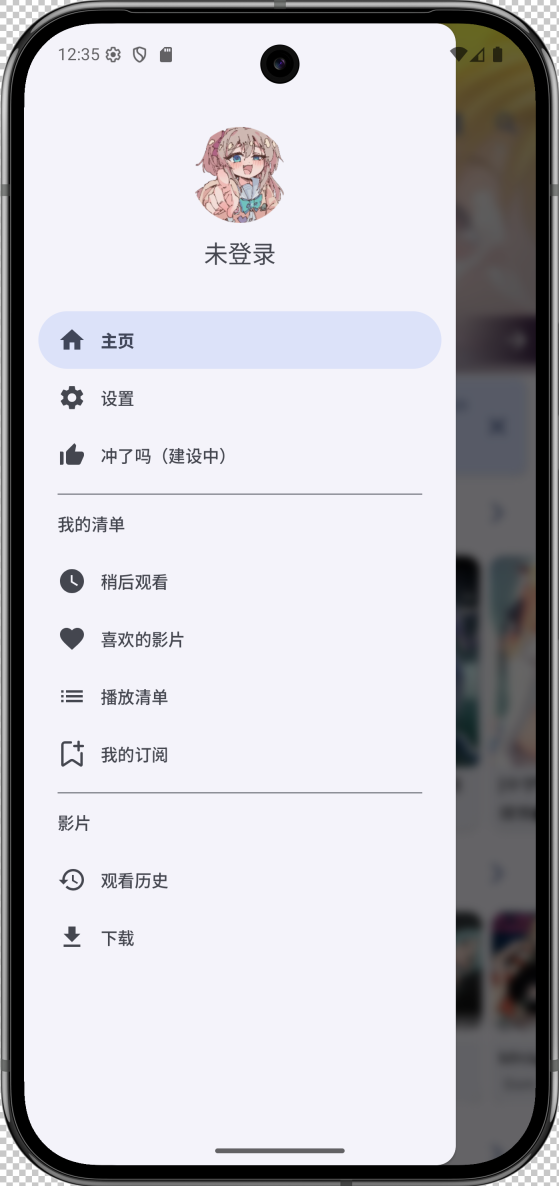 12:35
未登录
主页
设置
冲了吗（建设中）
我的清单
稍后观看
喜欢的影片
播放清单
我的订阅
影片
观看历史
下载